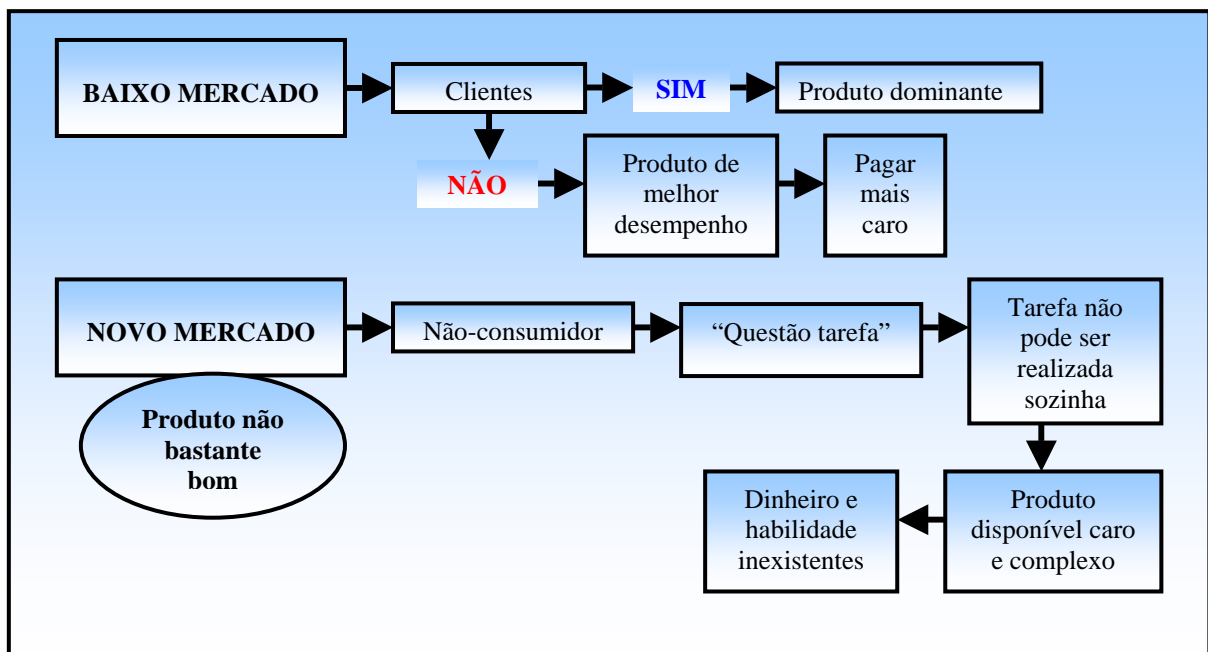 BAIXO MERCADO
Clientes
SIM
Produto dominante
NÃO
Produto de
melhor
desempenho
Pagar
mais
caro
NOVO MERCADO
Não-consumidor
“Questão tarefa”
Tarefa não
pode ser
realizada
sozinha
Produto não
bastante
bom
Dinheiro e
habilidade
inexistentes
Produto
disponível caro
e complexo